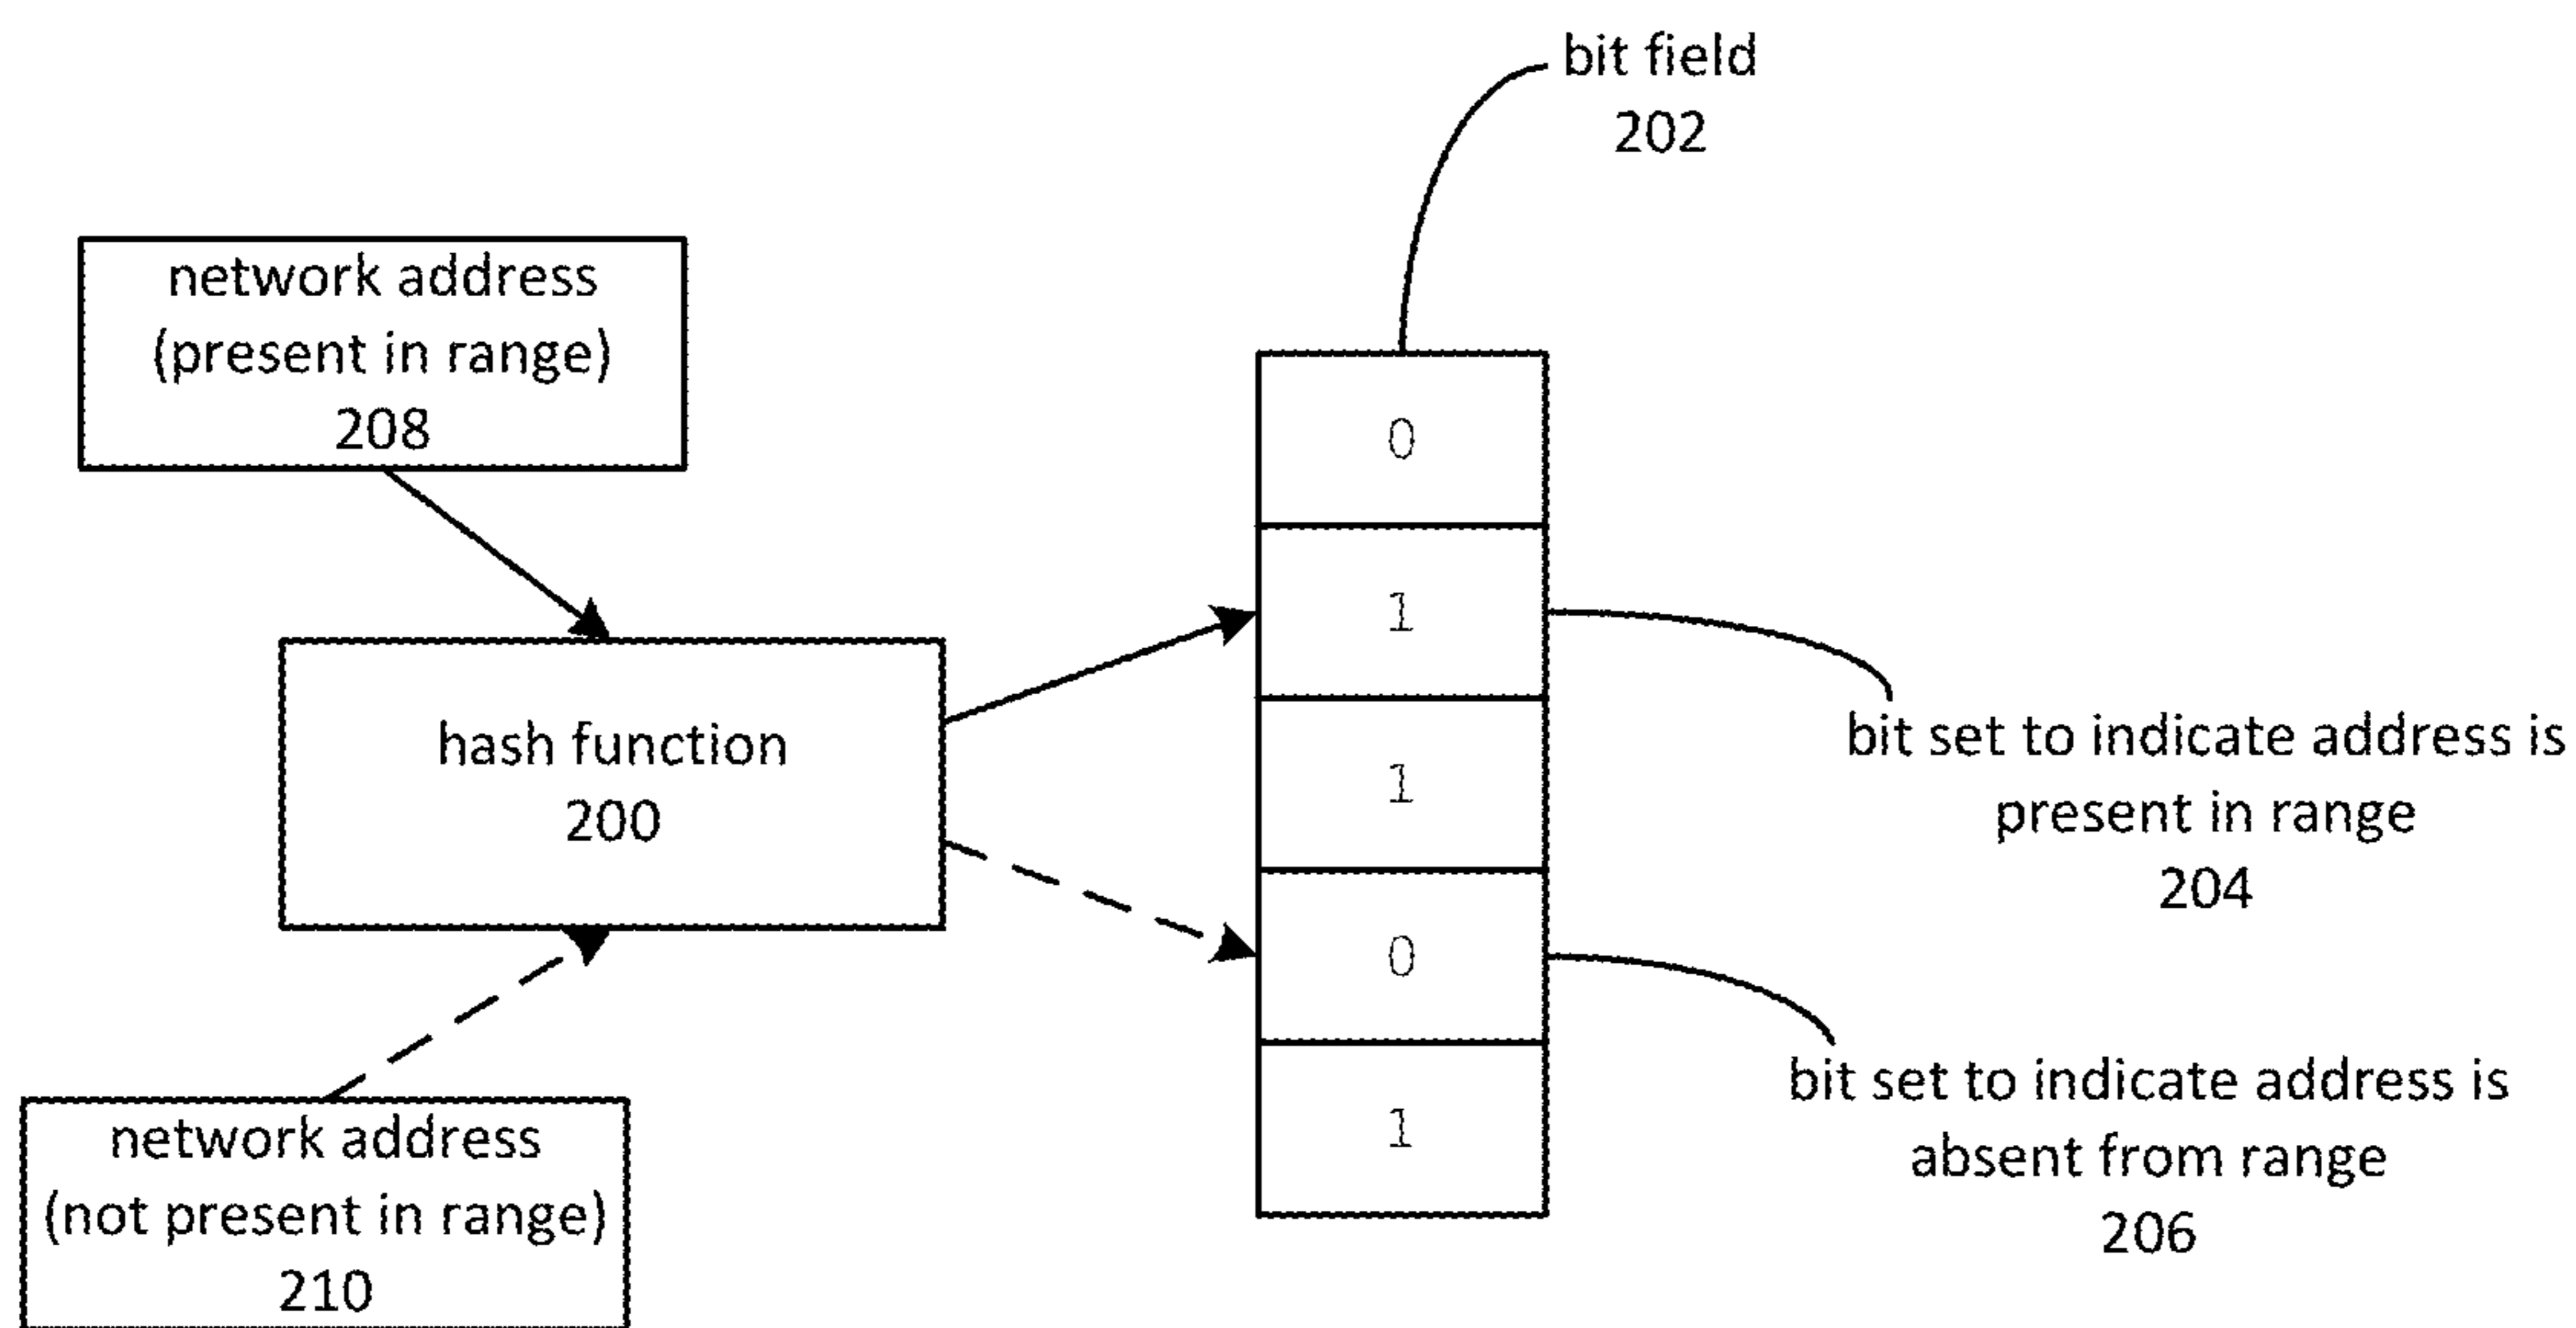 bit field
202
network address
(present in range)
208
0
1
hash function
200
1
bit set to indicate address is
present in range
204
0
network address
(not present in range)
210
1
bit set to indicate address is
absent from range
206